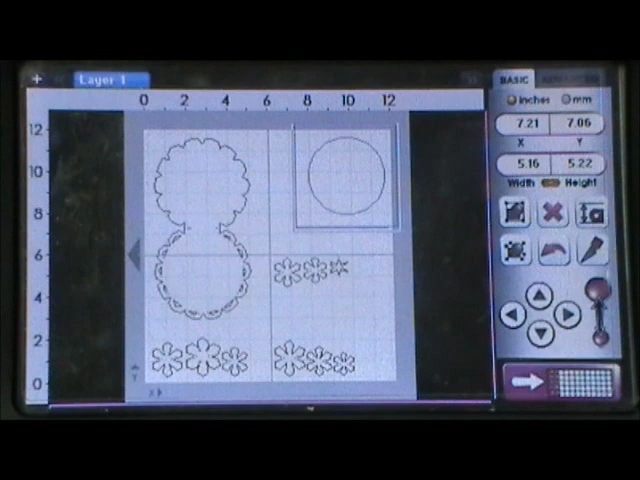 + Layer 1
BASIC
inches mm
0 2 4 6 8 10 12
7.21 7.06
X Y
5.16 5.22
Width Height
12
10
8
6
4
2
0
Y
X